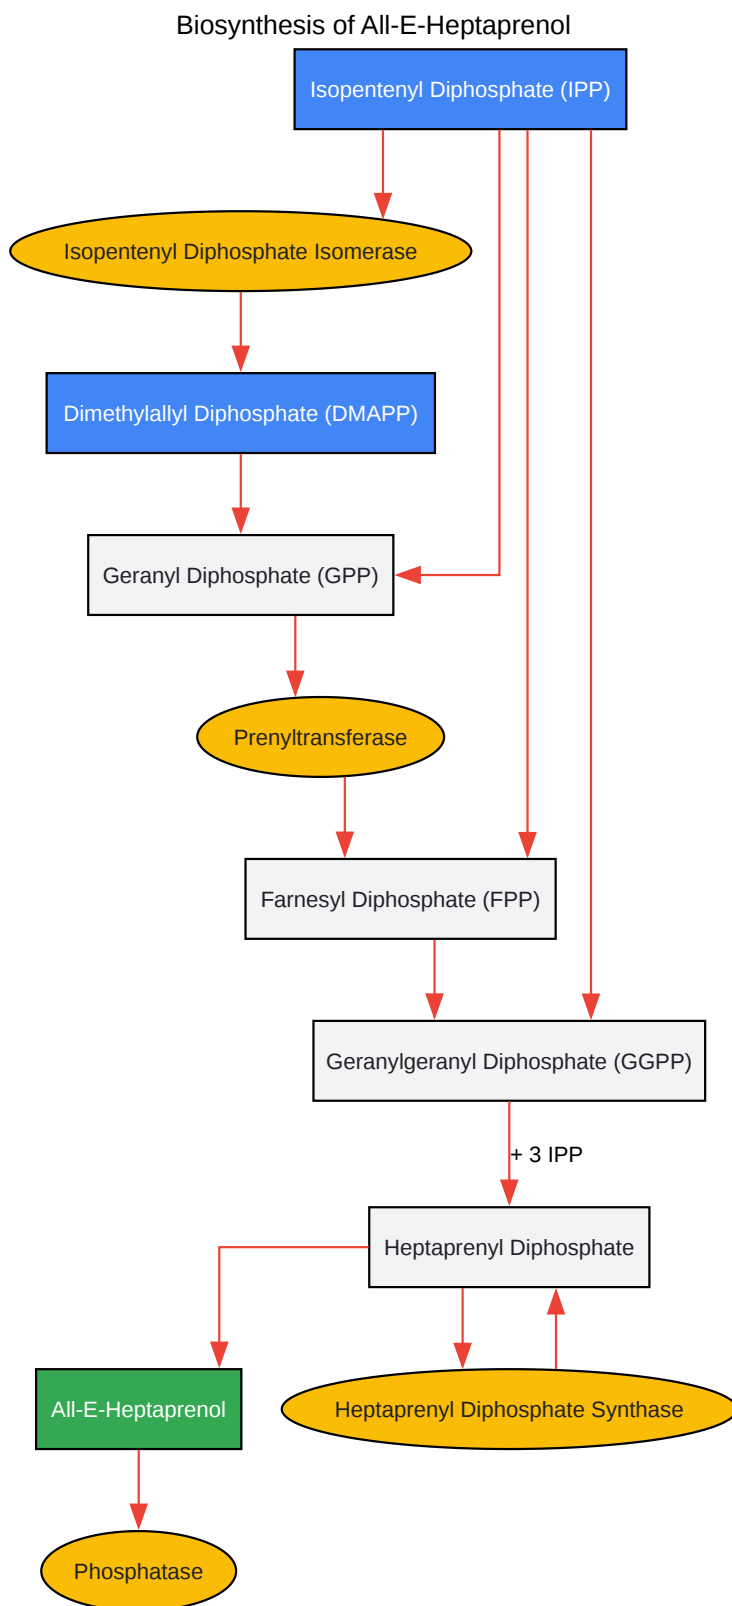 Biosynthesis of All-E-Heptaprenol
Isopentenyl Diphosphate (IPP)
Isopentenyl Diphosphate Isomerase
Dimethylallyl Diphosphate (DMAPP)
Geranyl Diphosphate (GPP)
Prenyltransferase
Farnesyl Diphosphate (FPP)
Geranylgeranyl Diphosphate (GGPP)
+ 3 IPP
Heptaprenyl Diphosphate
All-E-Heptaprenol
Heptaprenyl Diphosphate Synthase
Phosphatase